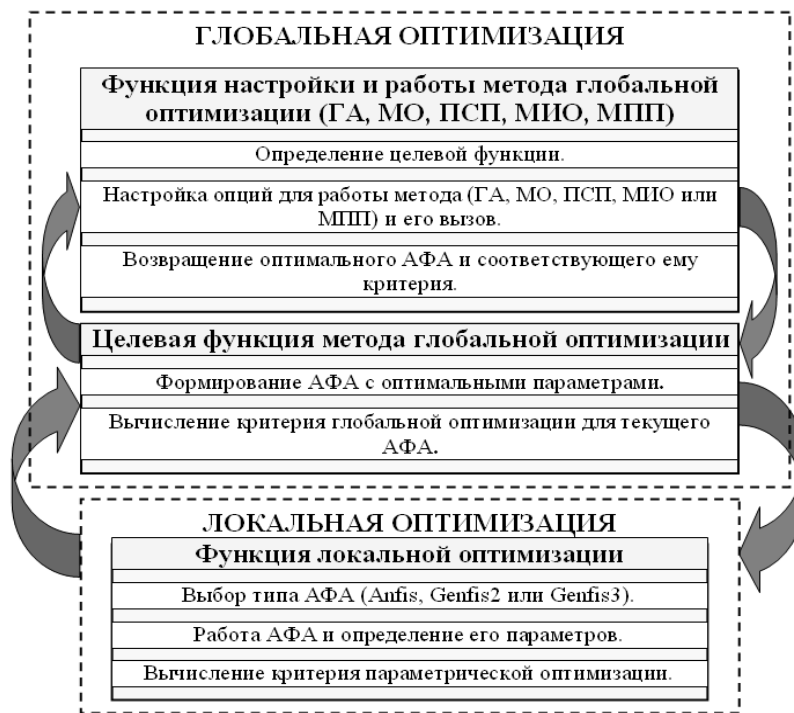 ГЛОБАЛЬНАЯ ОПТИМИЗАЦИЯ
Функция настройки и работы метода глобальной
оптимизации (ГА, МО, ПСП, МИО, МПП)
Определение целевой функции.
Настройка опций для работы метода (ГА, МО, ПСП, МИО или
МПП) и его вызов.
Возвращение оптимального АФА и соответствующего ему
критерия.
Целевая функция метода глобальной оптимизации
Формирование АФА с оптимальными параметрами.
Вычисление критерия глобальной оптимизации для текущего
АФА.
ЛОКАЛЬНАЯ ОПТИМИЗАЦИЯ
Функция локальной оптимизации
Выбор типа АФА (Anfis, Genfis2 или Genfis3).
Работа АФА и определение его параметров.
Вычисление критерия параметрической оптимизации.